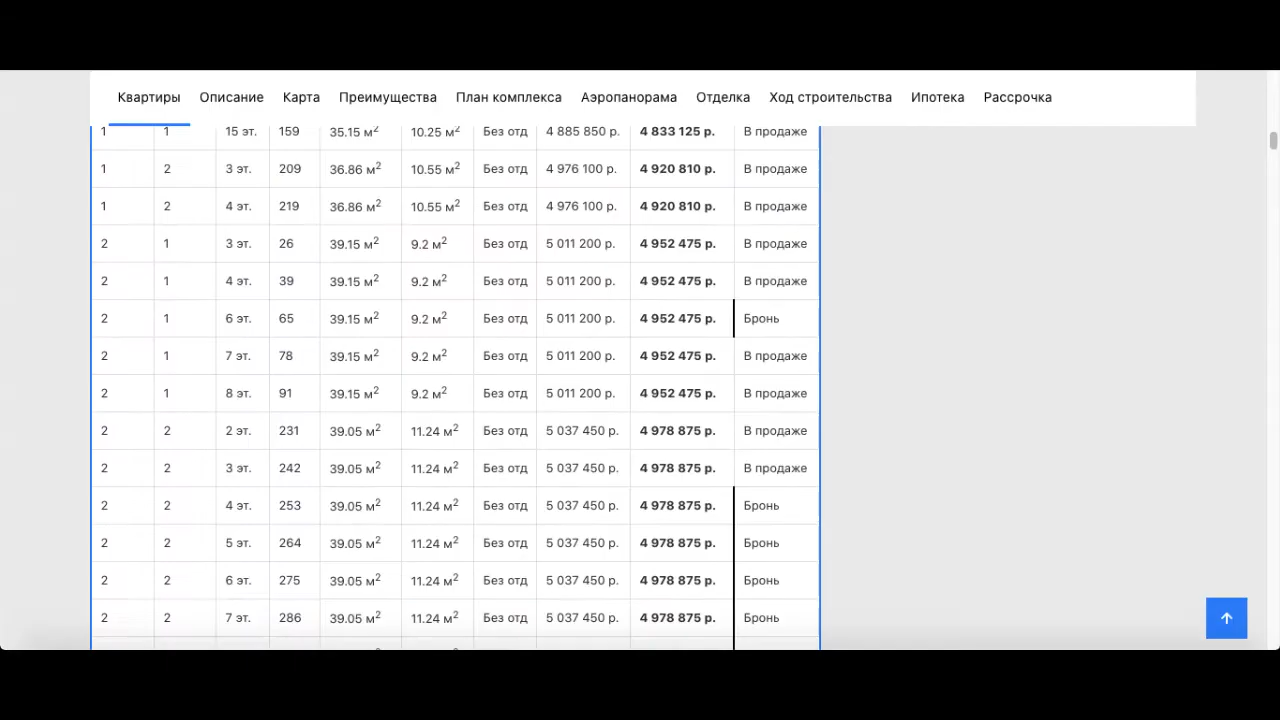 Квартиры Описание Карта Преимущества План комплекса Аэропанорама Отделка Ход строительства Ипотека Рассрочка
1 1 15 эт. 159 35.15 м² 10.25 м² Без отд 4 885 850 р. 4 833 125 р. В продаже
1 2 3 эт. 209 36.86 м² 10.55 м² Без отд 4 976 100 р. 4 920 810 р. В продаже
1 2 4 эт. 219 36.86 м² 10.55 м² Без отд 4 976 100 р. 4 920 810 р. В продаже
2 1 3 эт. 26 39.15 м² 9.2 м² Без отд 5 011 200 р. 4 952 475 р. В продаже
2 1 4 эт. 39 39.15 м² 9.2 м² Без отд 5 011 200 р. 4 952 475 р. В продаже
2 1 6 эт. 65 39.15 м² 9.2 м² Без отд 5 011 200 р. 4 952 475 р. Бронь
2 1 7 эт. 78 39.15 м² 9.2 м² Без отд 5 011 200 р. 4 952 475 р. В продаже
2 1 8 эт. 91 39.15 м² 9.2 м² Без отд 5 011 200 р. 4 952 475 р. В продаже
2 2 2 эт. 231 39.05 м² 11.24 м² Без отд 5 037 450 р. 4 978 875 р. В продаже
2 2 3 эт. 242 39.05 м² 11.24 м² Без отд 5 037 450 р. 4 978 875 р. В продаже
2 2 4 эт. 253 39.05 м² 11.24 м² Без отд 5 037 450 р. 4 978 875 р. Бронь
2 2 5 эт. 264 39.05 м² 11.24 м² Без отд 5 037 450 р. 4 978 875 р. Бронь
2 2 6 эт. 275 39.05 м² 11.24 м² Без отд 5 037 450 р. 4 978 875 р. Бронь
2 2 7 эт. 286 39.05 м² 11.24 м² Без отд 5 037 450 р. 4 978 875 р. Бронь